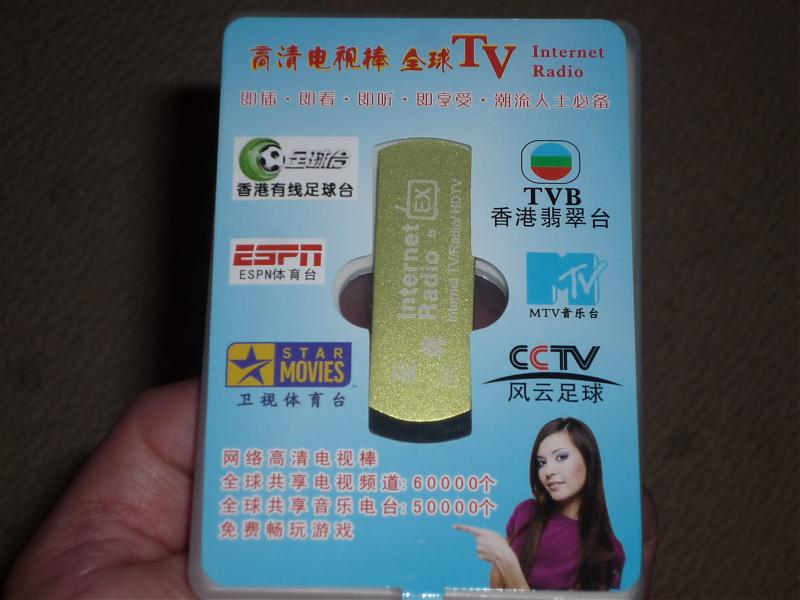 高清电视棒 全球TV Internet Radio
即插·即看·即听·即享受·潮流人士必备
足球台
香港有线足球台
TVB
香港翡翠台
ESPN
ESPN体育台
MTV
MTV音乐台
STAR MOVIES
卫视体育台
CCTV
风云足球
Internet Radio & TV EX
Internet TV/Radio/HDTV
网络高清电视棒
全球共享电视频道:60000个
全球共享音乐电台:50000个
免费畅玩游戏